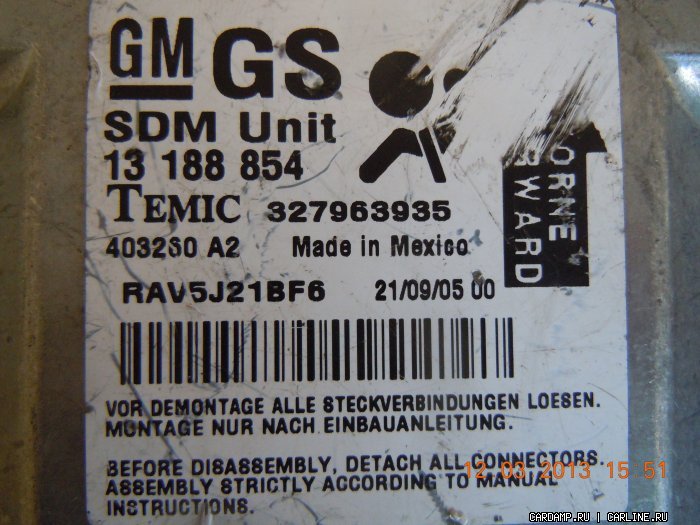 GM GS
SDM Unit
13 188 854
TEMIC 327963935
403260 A2 Made in Mexico
RAV5J21BF6 21/09/05 00
ORNE
RWARD
VOR DEMONTAGE ALLE STECKVERBINDUNGEN LOESEN.
MONTAGE NUR NACH EINBAUANLEITUNG.
BEFORE DISASSEMBLY, DETACH ALL CONNECTORS.
ASSEMBLY STRICTLY ACCORDING TO MANUAL
INSTRUCTIONS.
12.03.2013 15:51
CARDAMP.RU | CARLINE.RU